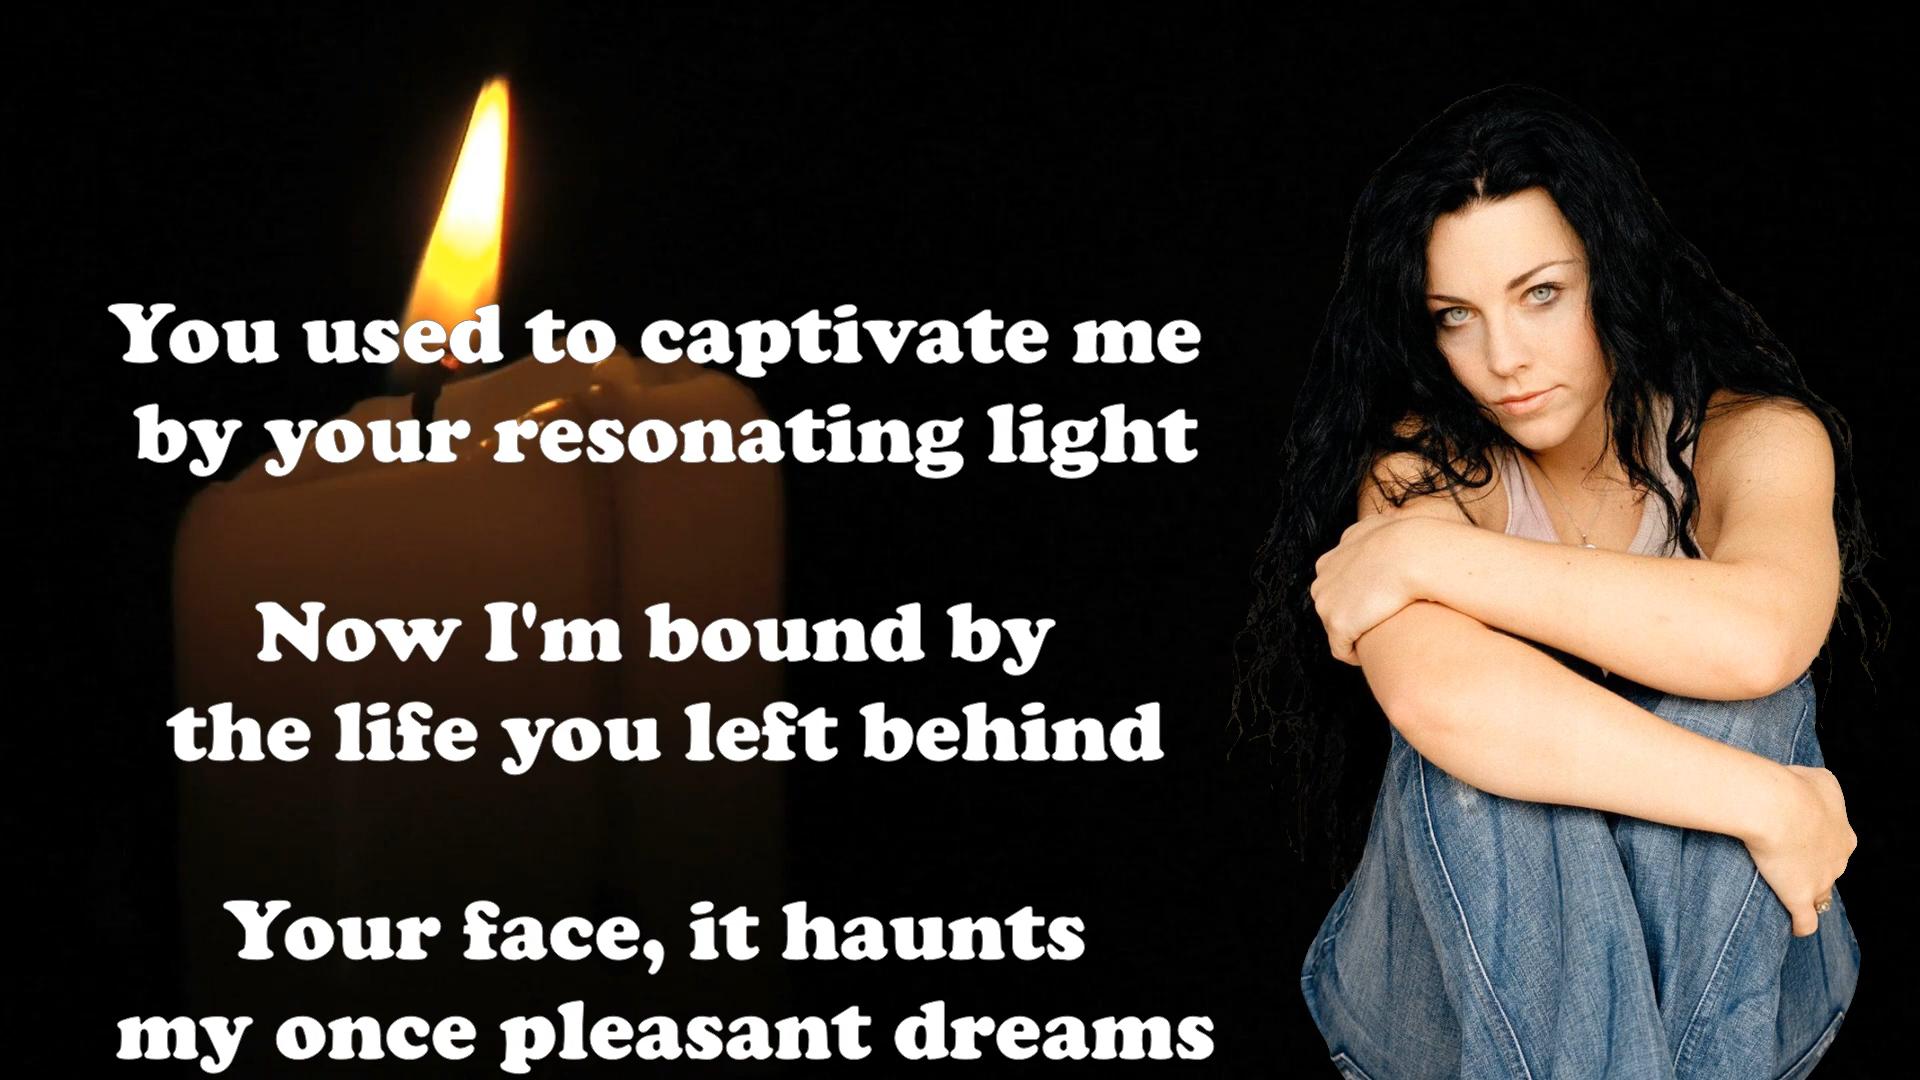 You used to captivate me
by your resonating light
Now I'm bound by
the life you left behind
Your face, it haunts
my once pleasant dreams